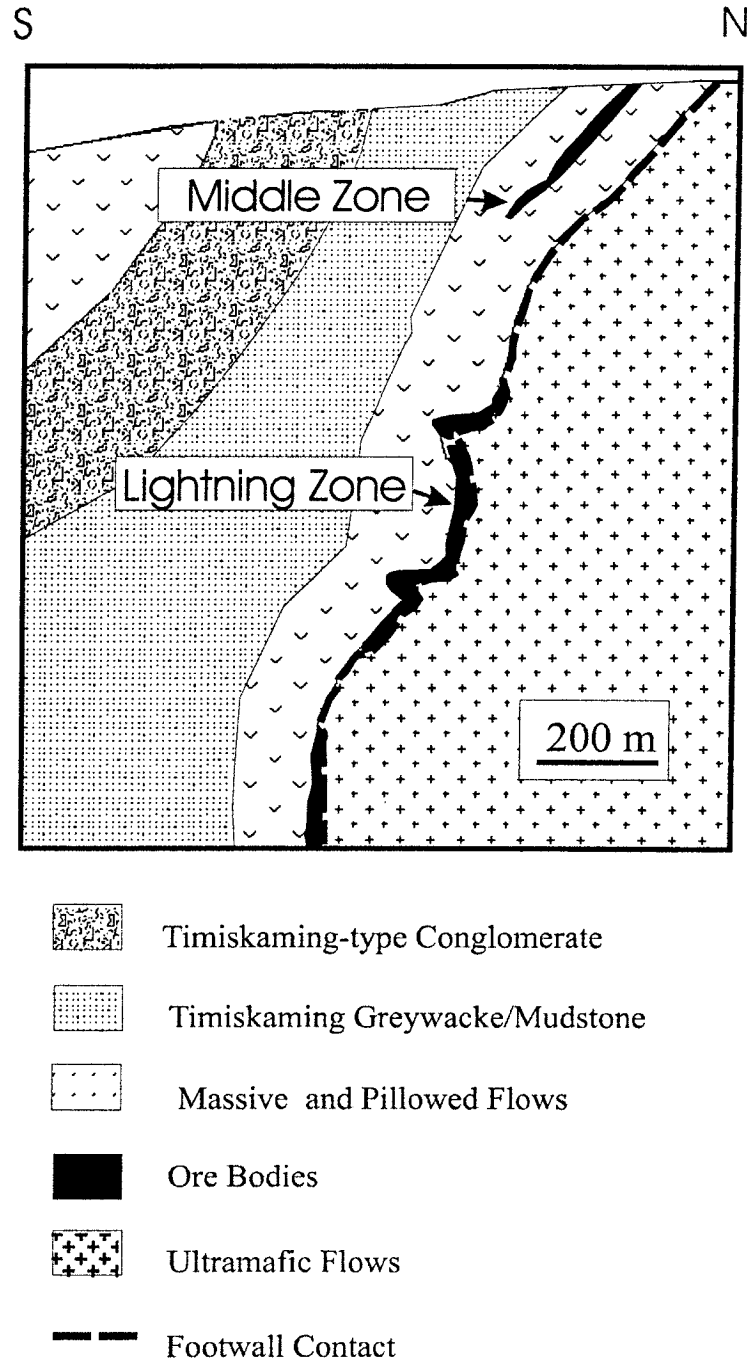 S N
Middle Zone
Lightning Zone
200 m
Timiskaming-type Conglomerate
Timiskaming Greywacke/Mudstone
Massive and Pillowed Flows
Ore Bodies
Ultramafic Flows
Footwall Contact